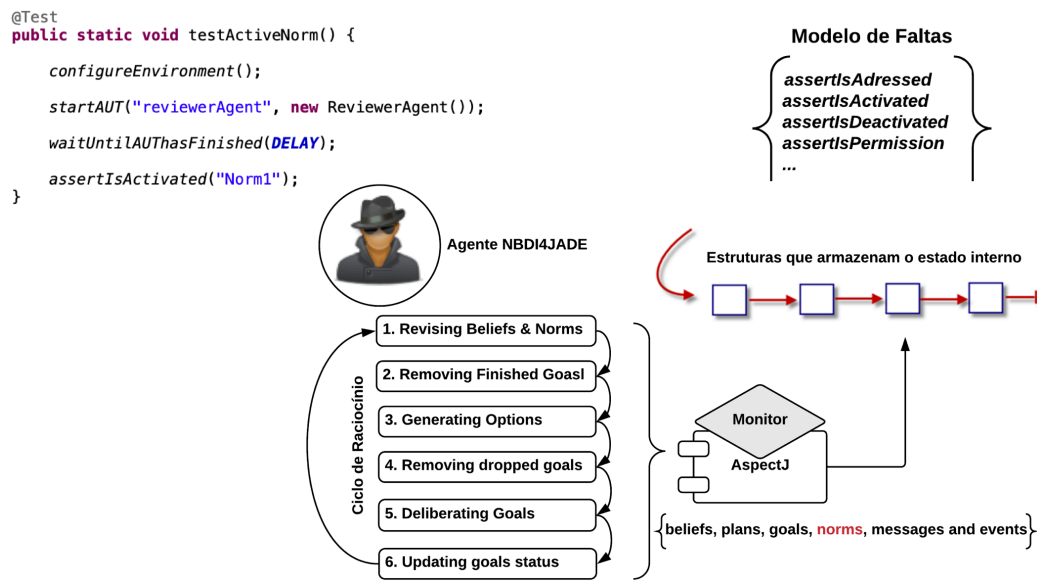 @Test
public static void testActiveNorm() {
configureEnvironment();
startAUT("reviewerAgent", new ReviewerAgent());
waitUntilAUThasFinished(DELAY);
assertIsActivated("Norm1");
}
Modelo de Faltas
assertIsAdressed
assertIsActivated
assertIsDeactivated
assertIsPermission
...
Agente NBDI4JADE
Estruturas que armazenam o estado interno
Ciclo de Raciocínio
1. Revising Beliefs & Norms
2. Removing Finished Goasl
3. Generating Options
4. Removing dropped goals
5. Deliberating Goals
6. Updating goals status
Monitor
AspectJ
{beliefs, plans, goals, norms, messages and events}